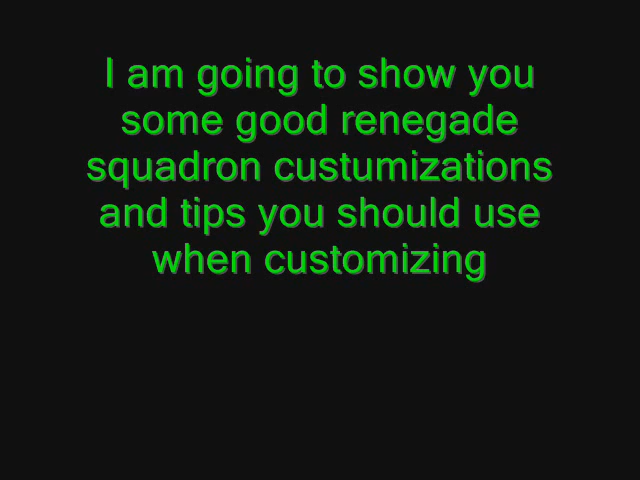 I am going to show you
some good renegade
squadron custumizations
and tips you should use
when customizing